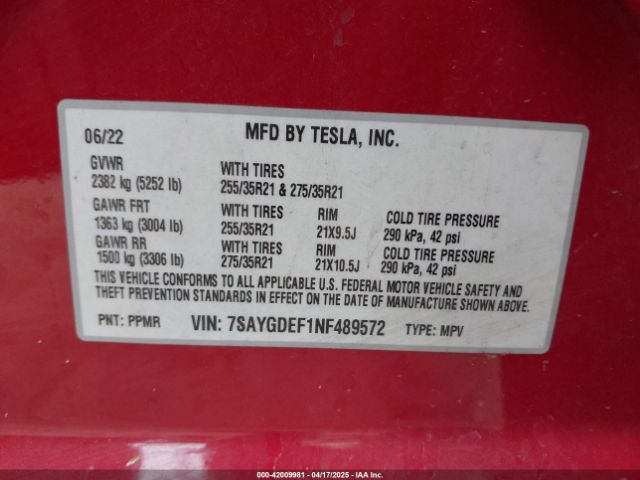 06/22 MFD BY TESLA, INC.
GVWR WITH TIRES
2382 kg (5252 lb) 255/35R21 & 275/35R21
GAWR FRT WITH TIRES RIM COLD TIRE PRESSURE
1363 kg (3004 lb) 255/35R21 21X9.5J 290 kPa, 42 psi
GAWR RR WITH TIRES RIM COLD TIRE PRESSURE
1500 kg (3306 lb) 275/35R21 21X10.5J 290 kPa, 42 psi
THIS VEHICLE CONFORMS TO ALL APPLICABLE U.S. FEDERAL MOTOR VEHICLE SAFETY AND
THEFT PREVENTION STANDARDS IN EFFECT ON THE DATE OF MANUFACTURE SHOWN ABOVE.
PNT: PPMR VIN: 7SAYGDEF1NF489572 TYPE: MPV
000-42009981 - 04/17/2025 - IAA Inc.